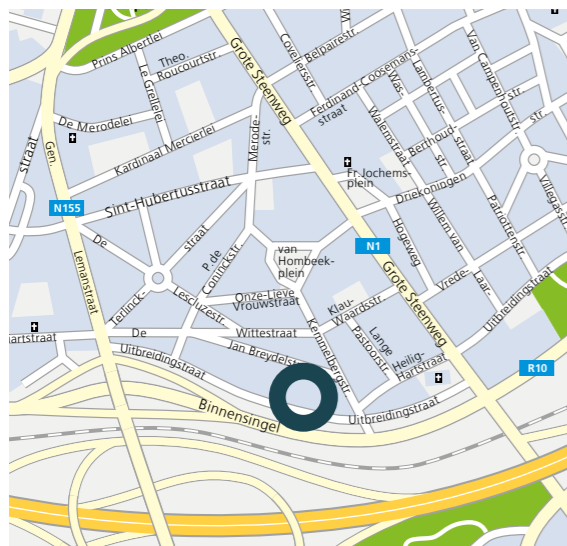 Prins Albertlei
Theo.
Roucourtstr.
Le Grellelei
De Merodelei
Kardinaal Mercierlei
Merode-
str.
Grote Steenweg
Coveliersstr.
Belpairestr.
Ferdinand-Coosemans-
straat
Was.
Lambertus-
straat
Van Campenhoutstr.
str.
Walemstraat
Berthoud-
str.
Fr. Jochems-
plein
Driekoningen
Villegasstr.
Patriottenstr.
Willem van
Laar-
Hogeweg
straat
Gen.
N155
Lemanstraat
Sint-Hubertusstraat
De
straat
Terlinck-
P. de
Coninckstr.
Lescluzestr.
van
Hombeek-
plein
N1
Grote Steenweg
Vrede-
Uitbreidingstraat
Onze-Lieve
Vrouwstraat
Klau-
Waardsstr.
De
Wittestraat
Lange
Pastoorstr.
Kemmelbergstr.
Jan Breydelstr.
Heilig-
Hartstraat
artstraat
Uitbreidingstraat
R10
Binnensingel
Uitbreidingstraat